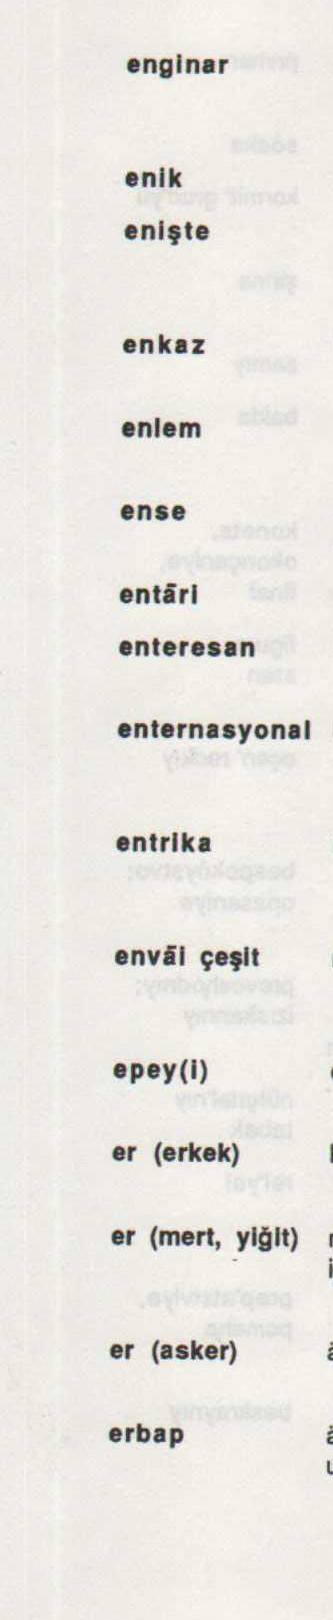 enginar
enik
enişte
enkaz
enlem
ense
entāri
enteresan
enternasyonal
entrika
envāi çeşit
epey(i)
er (erkek)
er (mert, yiğit)
er (asker)
erbap